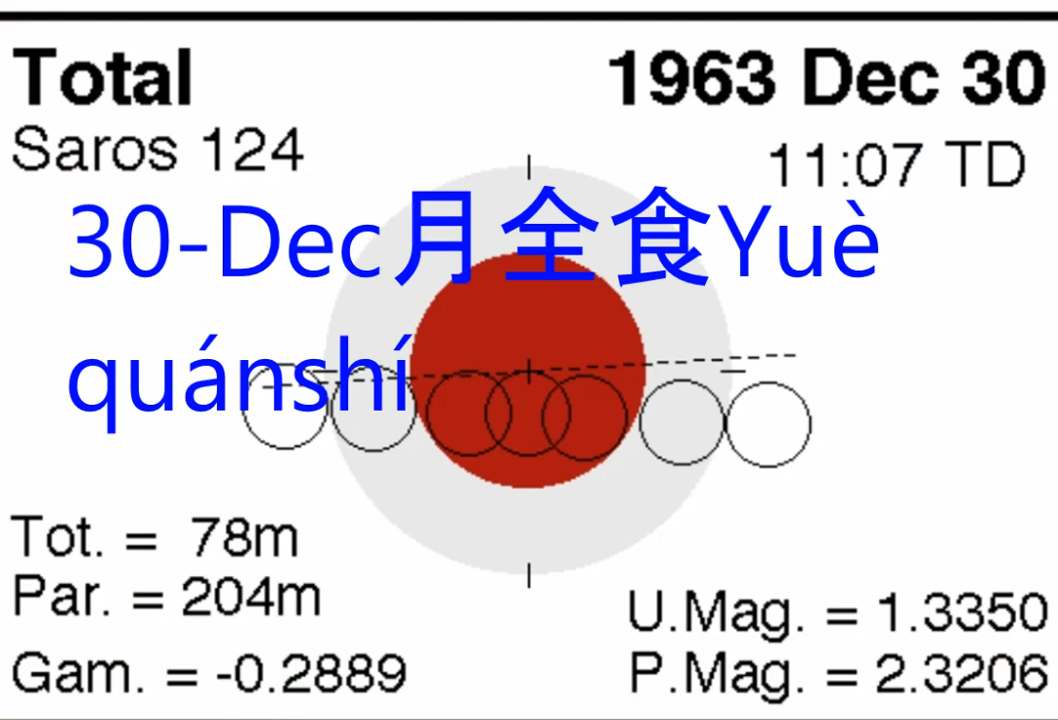 Total
1963 Dec 30
Saros 124
11:07 TD
30-Dec月全食Yuè
quánshí
Tot. = 78m
Par. = 204m
Gam. = -0.2889
U.Mag. = 1.3350
P.Mag. = 2.3206